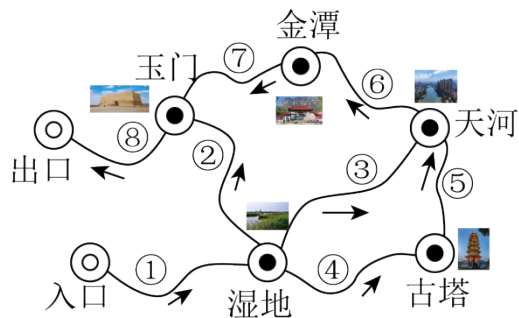 金潭
⑦
玉门
⑥
天河
⑧
②
③
出口
⑤
①
④
入口
湿地
古塔